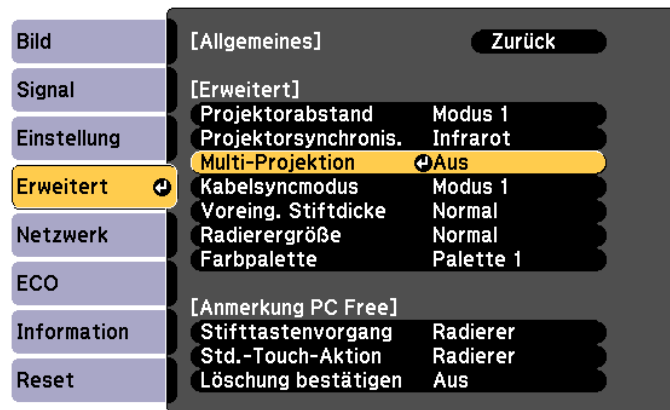 Bild
Signal
Einstellung
Erweitert
Netzwerk
ECO
Information
Reset
[Allgemeines] Zurück
[Erweitert]
Projektorabstand Modus 1
Projektorsynchronis. Infrarot
Multi-Projektion Aus
Kabelsyncmodus Modus 1
Voreing. Stiftdicke Normal
Radierergröße Normal
Farbpalette Palette 1
[Anmerkung PC Free]
Stifttastenvorgang Radierer
Std.-Touch-Aktion Radierer
Löschung bestätigen Aus